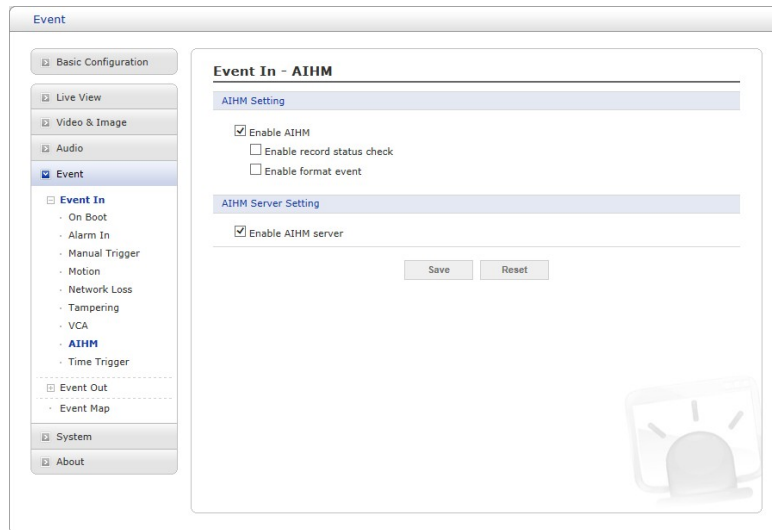 Event
Basic Configuration
Live View
Video & Image
Audio
Event
Event In
On Boot
Alarm In
Manual Trigger
Motion
Network Loss
Tampering
VCA
AIHM
Time Trigger
Event Out
Event Map
System
About
Event In - AIHM
AIHM Setting
Enable AIHM
Enable record status check
Enable format event
AIHM Server Setting
Enable AIHM server
Save Reset